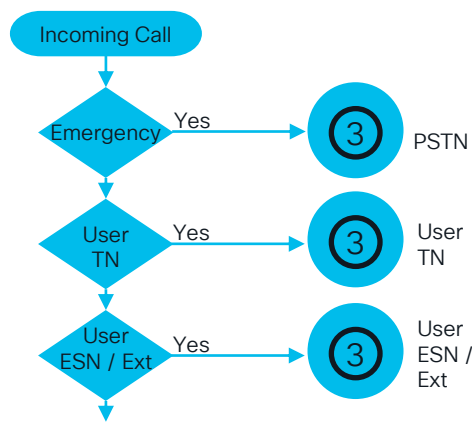 Incoming Call
Emergency
Yes
3
PSTN
User
TN
Yes
3
User
TN
User
ESN / Ext
Yes
3
User
ESN /
Ext